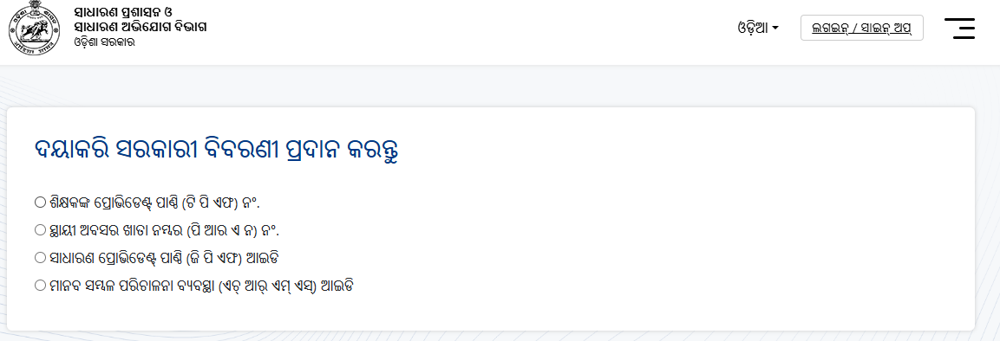 ସାଧାରଣ ପ୍ରଶାସନ ଓ
ସାଧାରଣ ଅଭିଯୋଗ ବିଭାଗ
ଓଡ଼ିଶା ସରକାର
ଓଡ଼ିଆ
ଲଗଇନ୍ / ସାଇନ୍ ଅପ୍
ଦୟାକରି ସରକାରୀ ବିବରଣୀ ପ୍ରଦାନ କରନ୍ତୁ
ଶିକ୍ଷକଙ୍କ ପ୍ରୋଭିଡେଣ୍ଟ ପାଣ୍ଠି (ଟି ପି ଏଫ) ନଂ.
ସ୍ଥାୟୀ ଅବସର ଖାତା ନମ୍ବର (ପି ଆର ଏ ନ) ନଂ.
ସାଧାରଣ ପ୍ରୋଭିଡେଣ୍ଟ ପାଣ୍ଠି (ଜି ପି ଏଫ) ଆଇଡି
ମାନବ ସମ୍ବଳ ପରିଚାଳନା ବ୍ୟବସ୍ଥା (ଏଚ୍ ଆର୍ ଏମ୍ ଏସ୍) ଆଇଡି